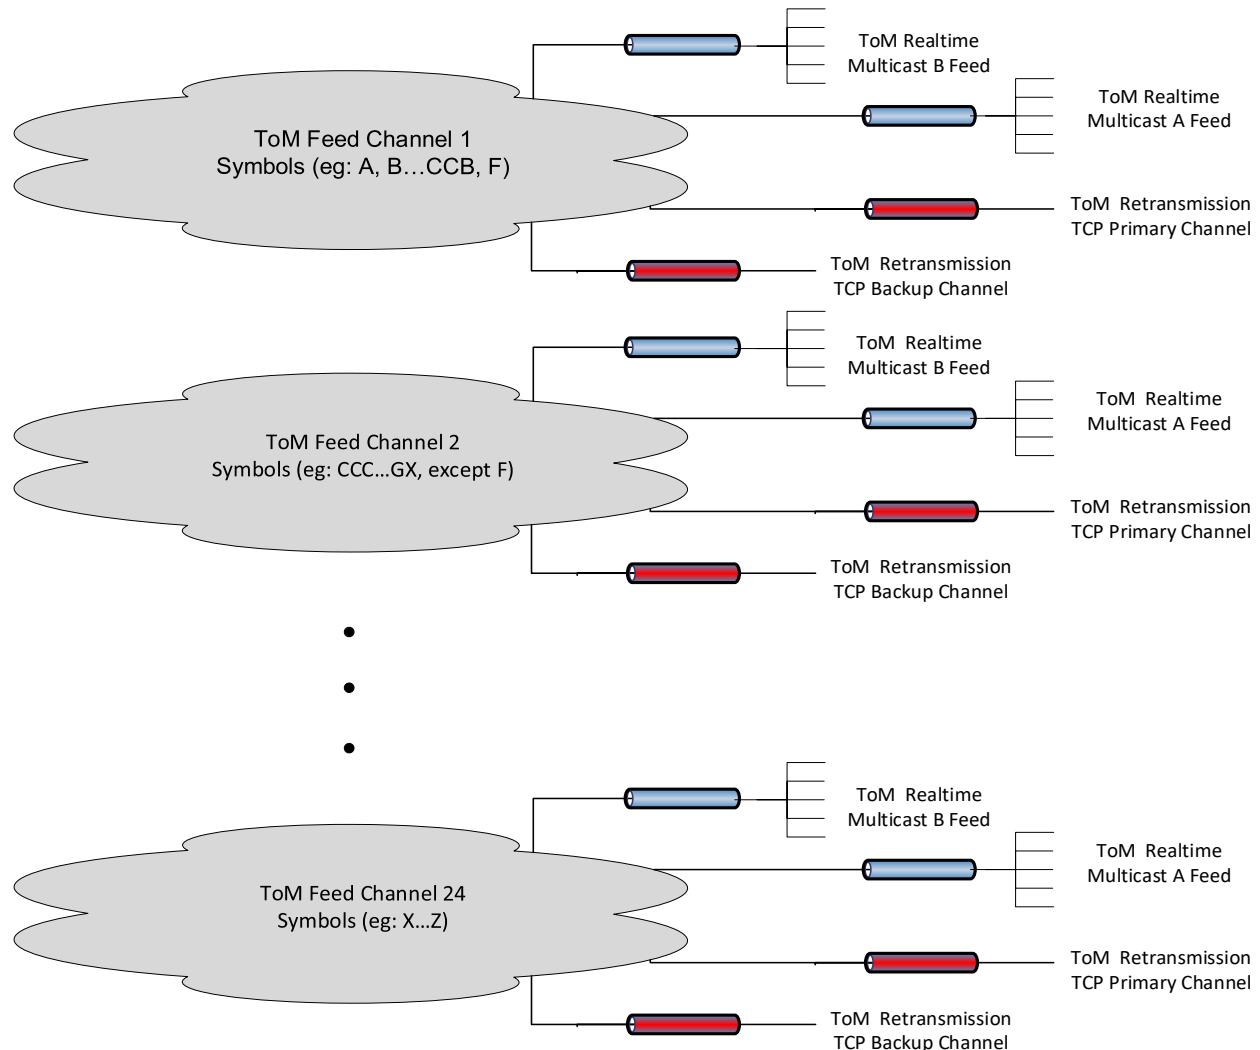 ToM Realtime
Multicast B Feed
ToM Realtime
Multicast A Feed
ToM Feed Channel 1
Symbols (eg: A, B…CCB, F)
ToM Retransmission
TCP Primary Channel
ToM Retransmission
TCP Backup Channel
ToM Realtime
Multicast B Feed
ToM Realtime
Multicast A Feed
ToM Feed Channel 2
Symbols (eg: CCC…GX, except F)
ToM Retransmission
TCP Primary Channel
ToM Retransmission
TCP Backup Channel
ToM Realtime
Multicast B Feed
ToM Realtime
Multicast A Feed
ToM Feed Channel 24
Symbols (eg: X…Z)
ToM Retransmission
TCP Primary Channel
ToM Retransmission
TCP Backup Channel